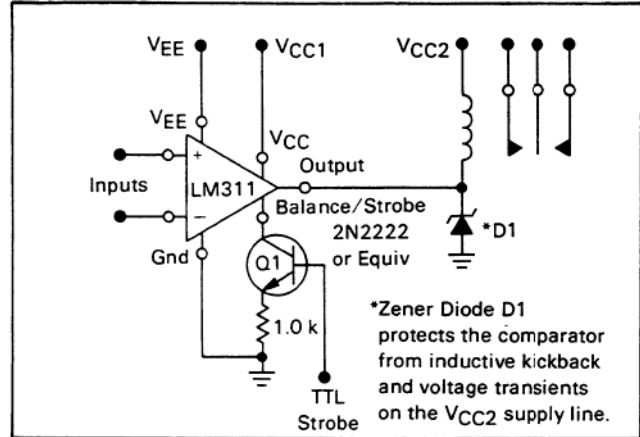 VEE
VCC1
VCC2
VEE
VCC
+
Inputs
LM311
Output
−
Balance/Strobe
2N2222
or Equiv
*D1
Gnd
Q1
1.0 k
TTL
Strobe
*Zener Diode D1
protects the comparator
from inductive kickback
and voltage transients
on the VCC2 supply line.